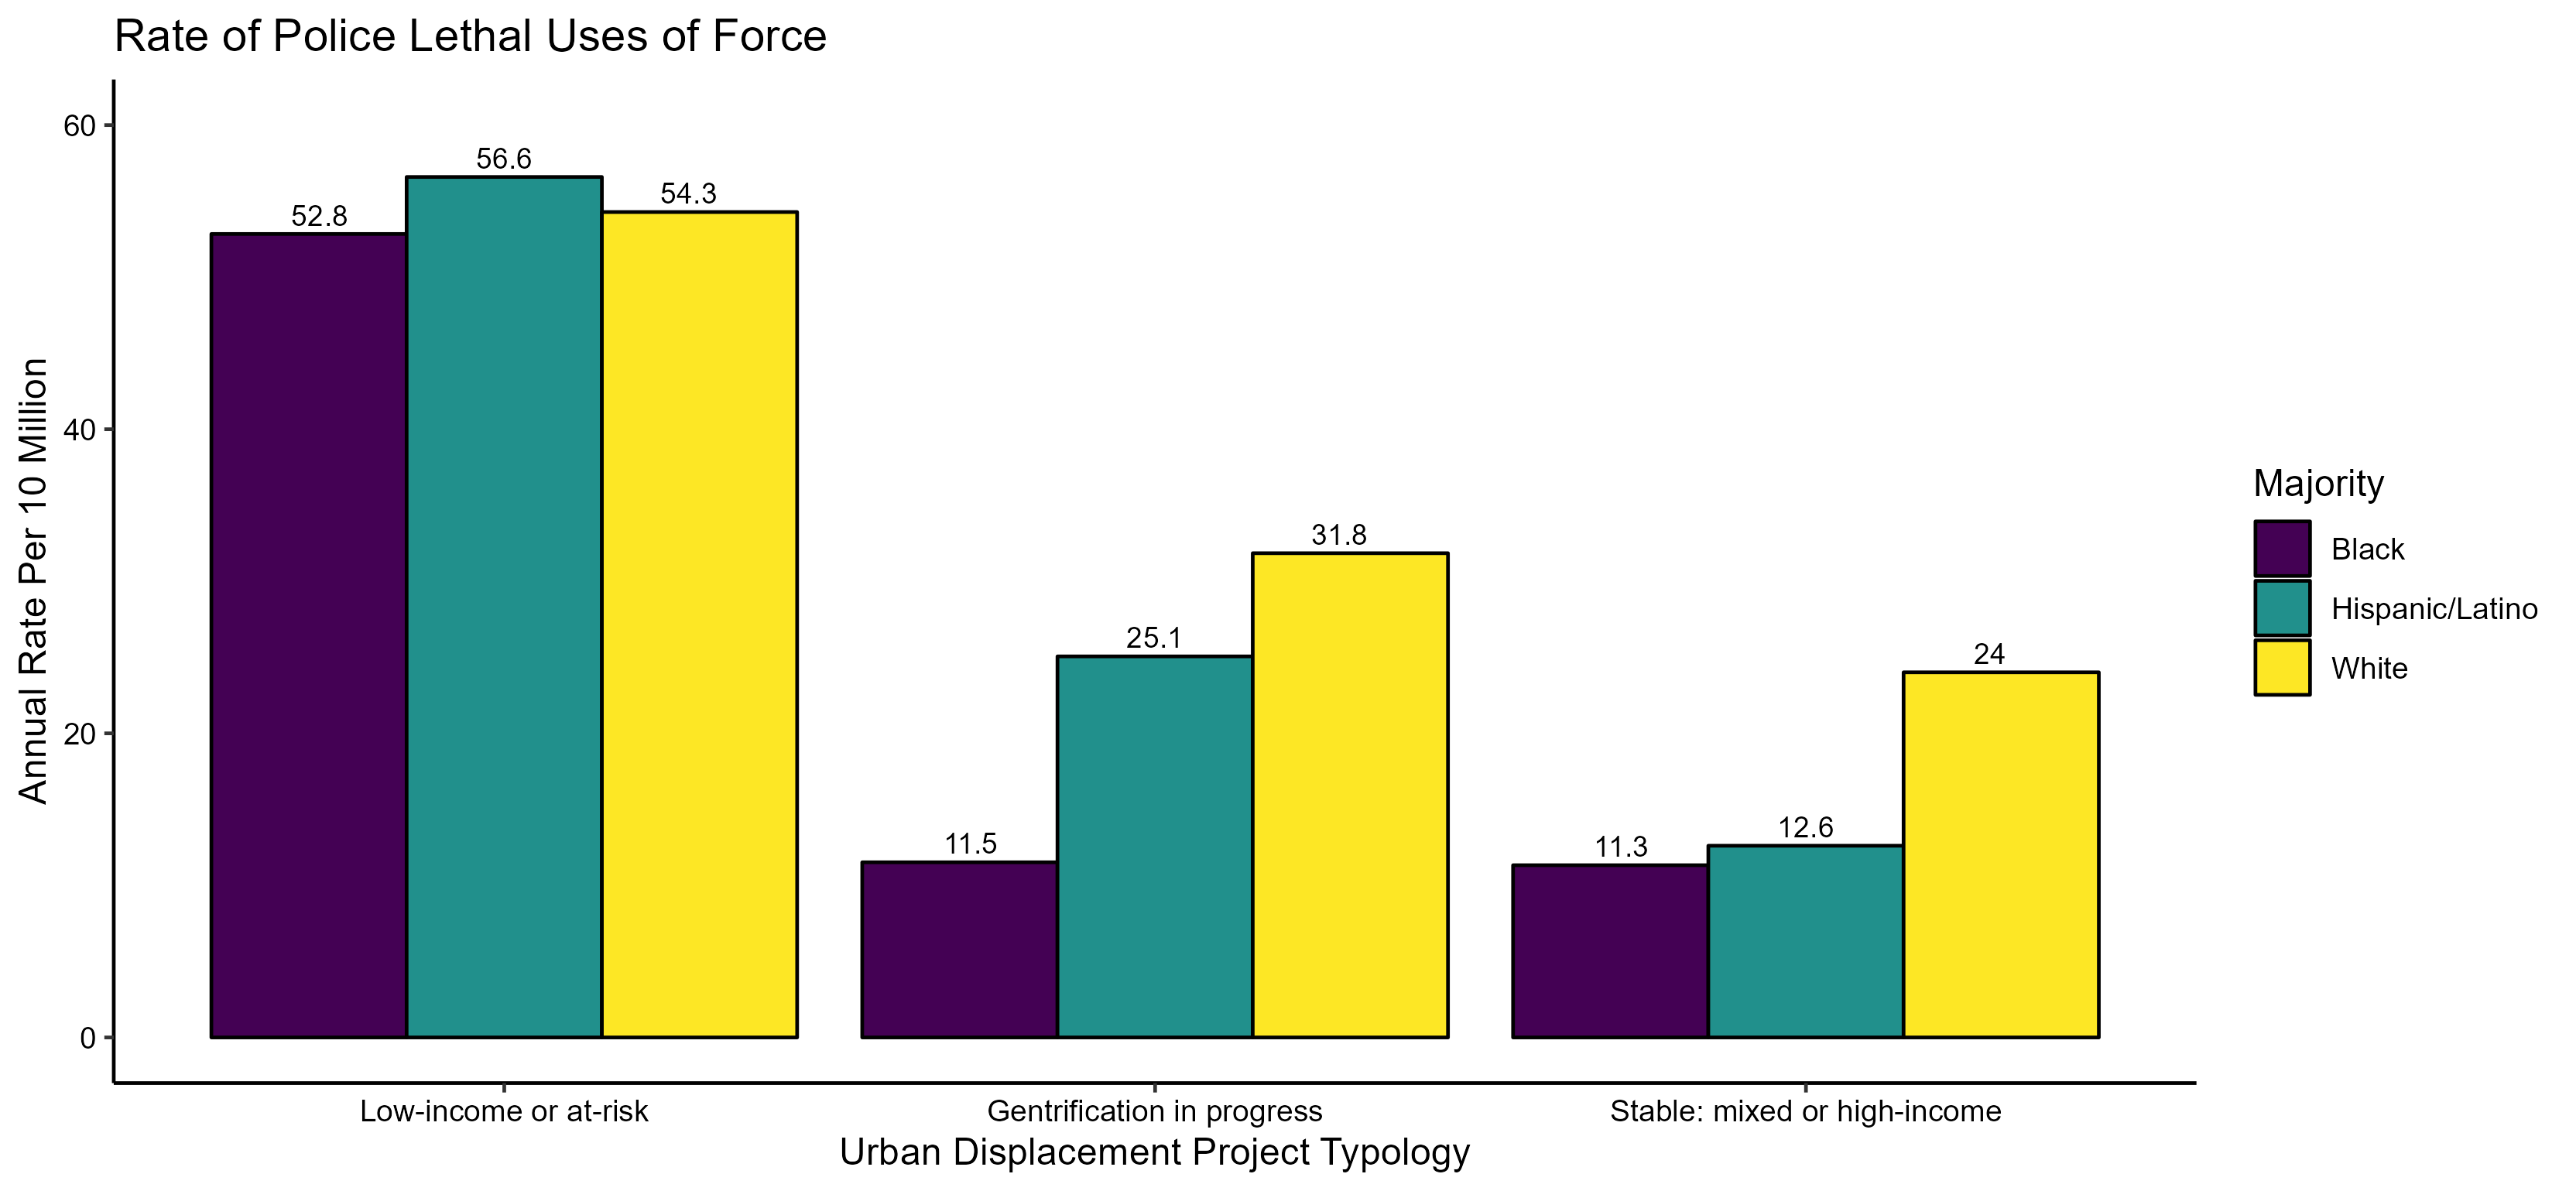 Rate of Police Lethal Uses of Force
Annual Rate Per 10 Million
60
40
20
0
52.8
56.6
54.3
11.5
25.1
31.8
11.3
12.6
24
Low-income or at-risk
Gentrification in progress
Stable: mixed or high-income
Urban Displacement Project Typology
Majority
Black
Hispanic/Latino
White